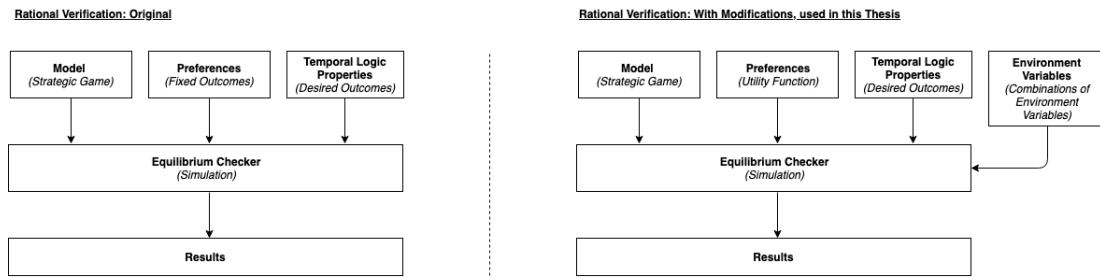 Rational Verification: Original
Model
(Strategic Game)
Preferences
(Fixed Outcomes)
Temporal Logic
Properties
(Desired Outcomes)
Equilibrium Checker
(Simulation)
Results
Rational Verification: With Modifications, used in this Thesis
Model
(Strategic Game)
Preferences
(Utility Function)
Temporal Logic
Properties
(Desired Outcomes)
Environment
Variables
(Combinations of
Environment
Variables)
Equilibrium Checker
(Simulation)
Results